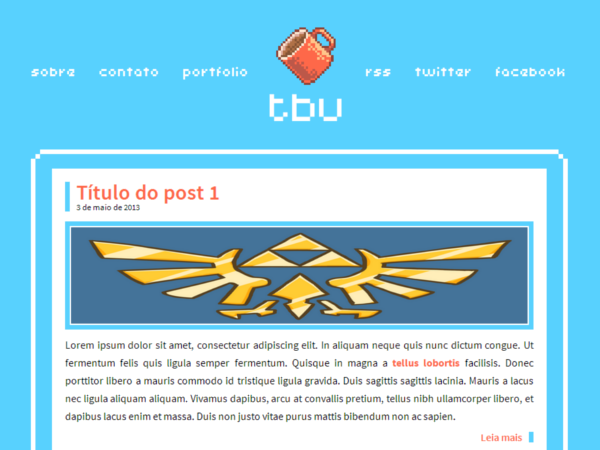 sobre contato portfolio rss twitter facebook
tbu
Título do post 1
3 de maio de 2013
Lorem ipsum dolor sit amet, consectetur adipiscing elit. In aliquam neque quis nunc dictum congue. Ut
fermentum felis quis ligula semper fermentum. Quisque in magna a tellus lobortis facilisis. Donec
porttitor libero a mauris commodo id tristique ligula gravida. Duis sagittis sagittis lacinia. Mauris a lacus
nec ligula aliquam aliquam. Vivamus dapibus, arcu at convallis pretium, tellus nibh ullamcorper libero, et
dapibus lacus enim et massa. Duis non justo vitae purus mattis bibendum non ac sapien.
Leia mais